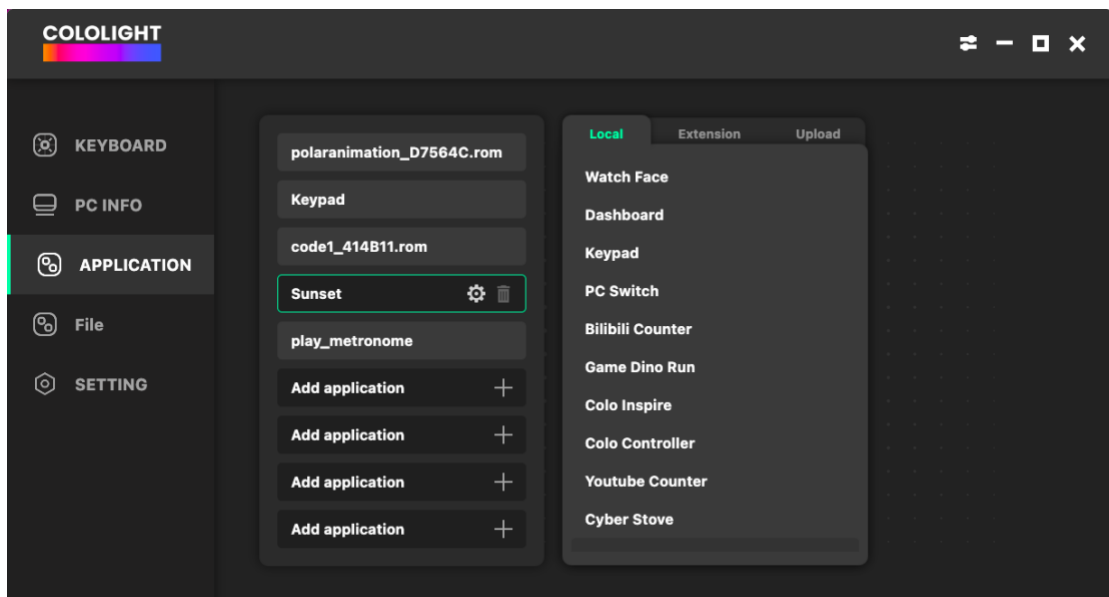 COLOLIGHT
KEYBOARD
PC INFO
APPLICATION
File
SETTING
polaranimation_D7564C.rom
Keypad
code1_414B11.rom
Sunset
play_metronome
Add application
Add application
Add application
Add application
Local Extension Upload
Watch Face
Dashboard
Keypad
PC Switch
Bilibili Counter
Game Dino Run
Colo Inspire
Colo Controller
Youtube Counter
Cyber Stove